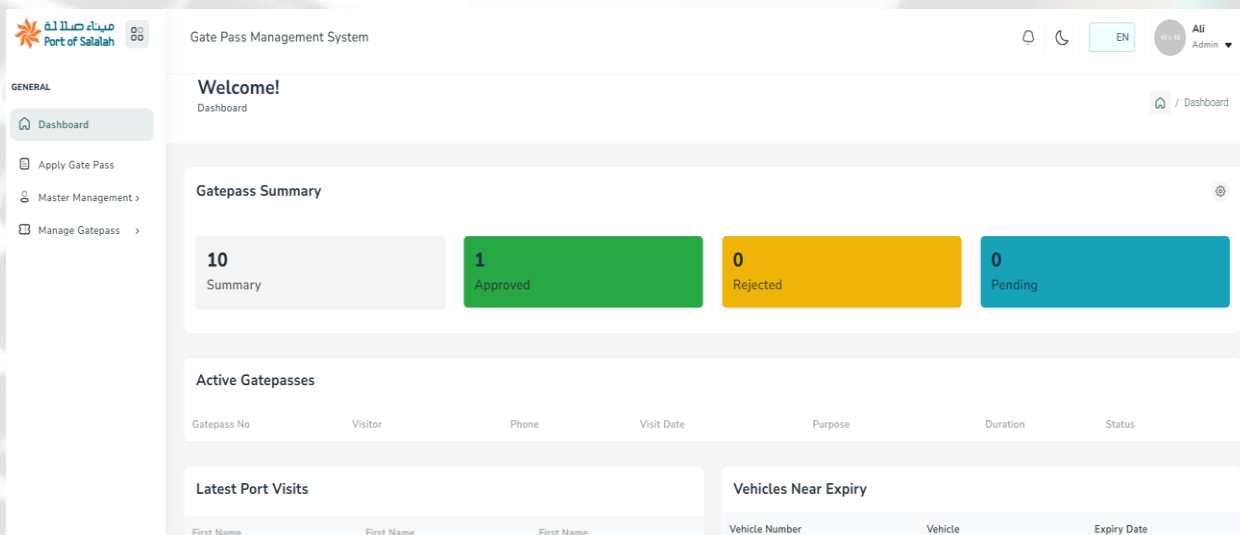 ميناء صلالة
Port of Salalah
Gate Pass Management System
EN
48 x 48
Ali
Admin
GENERAL
Dashboard
Apply Gate Pass
Master Management
Manage Gatepass
Welcome!
Dashboard
/ Dashboard
Gatepass Summary
10
Summary
1
Approved
0
Rejected
0
Pending
Active Gatepasses
Gatepass No Visitor Phone Visit Date Purpose Duration Status
Latest Port Visits
First Name First Name First Name
Vehicles Near Expiry
Vehicle Number Vehicle Expiry Date